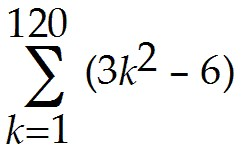 120
∑ (3k² – 6)
k=1